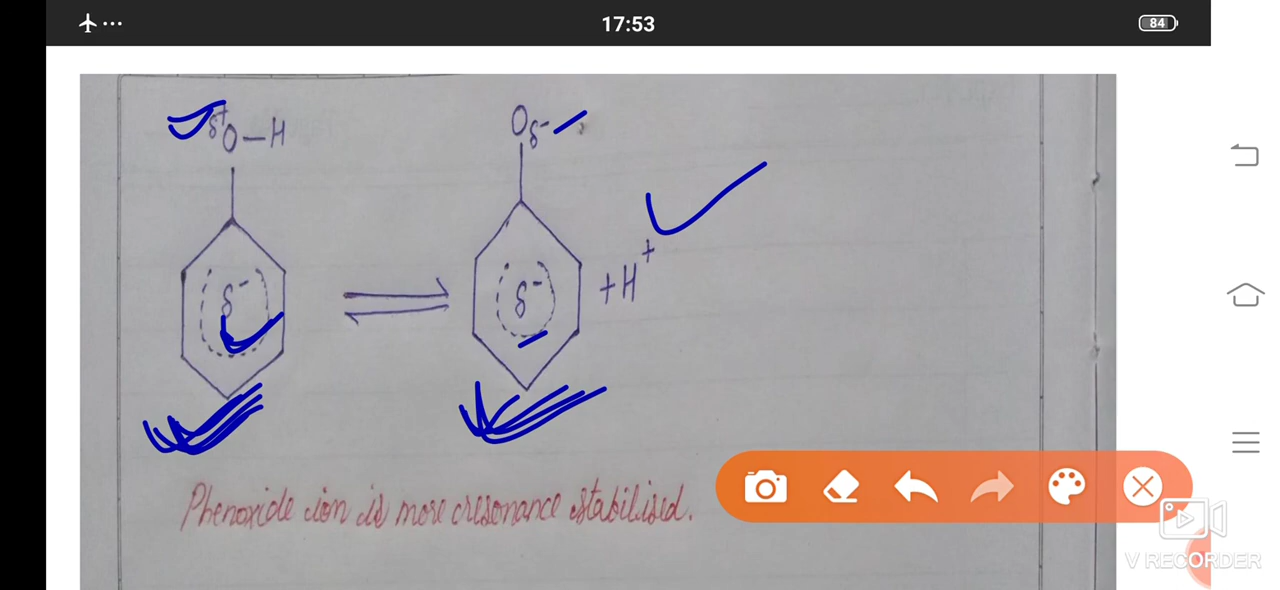 17:53
84
δ+
O—H
Oδ-
δ-
δ-
+H+
Phenoxide ion is more resonance stabilised.
V RECORDER